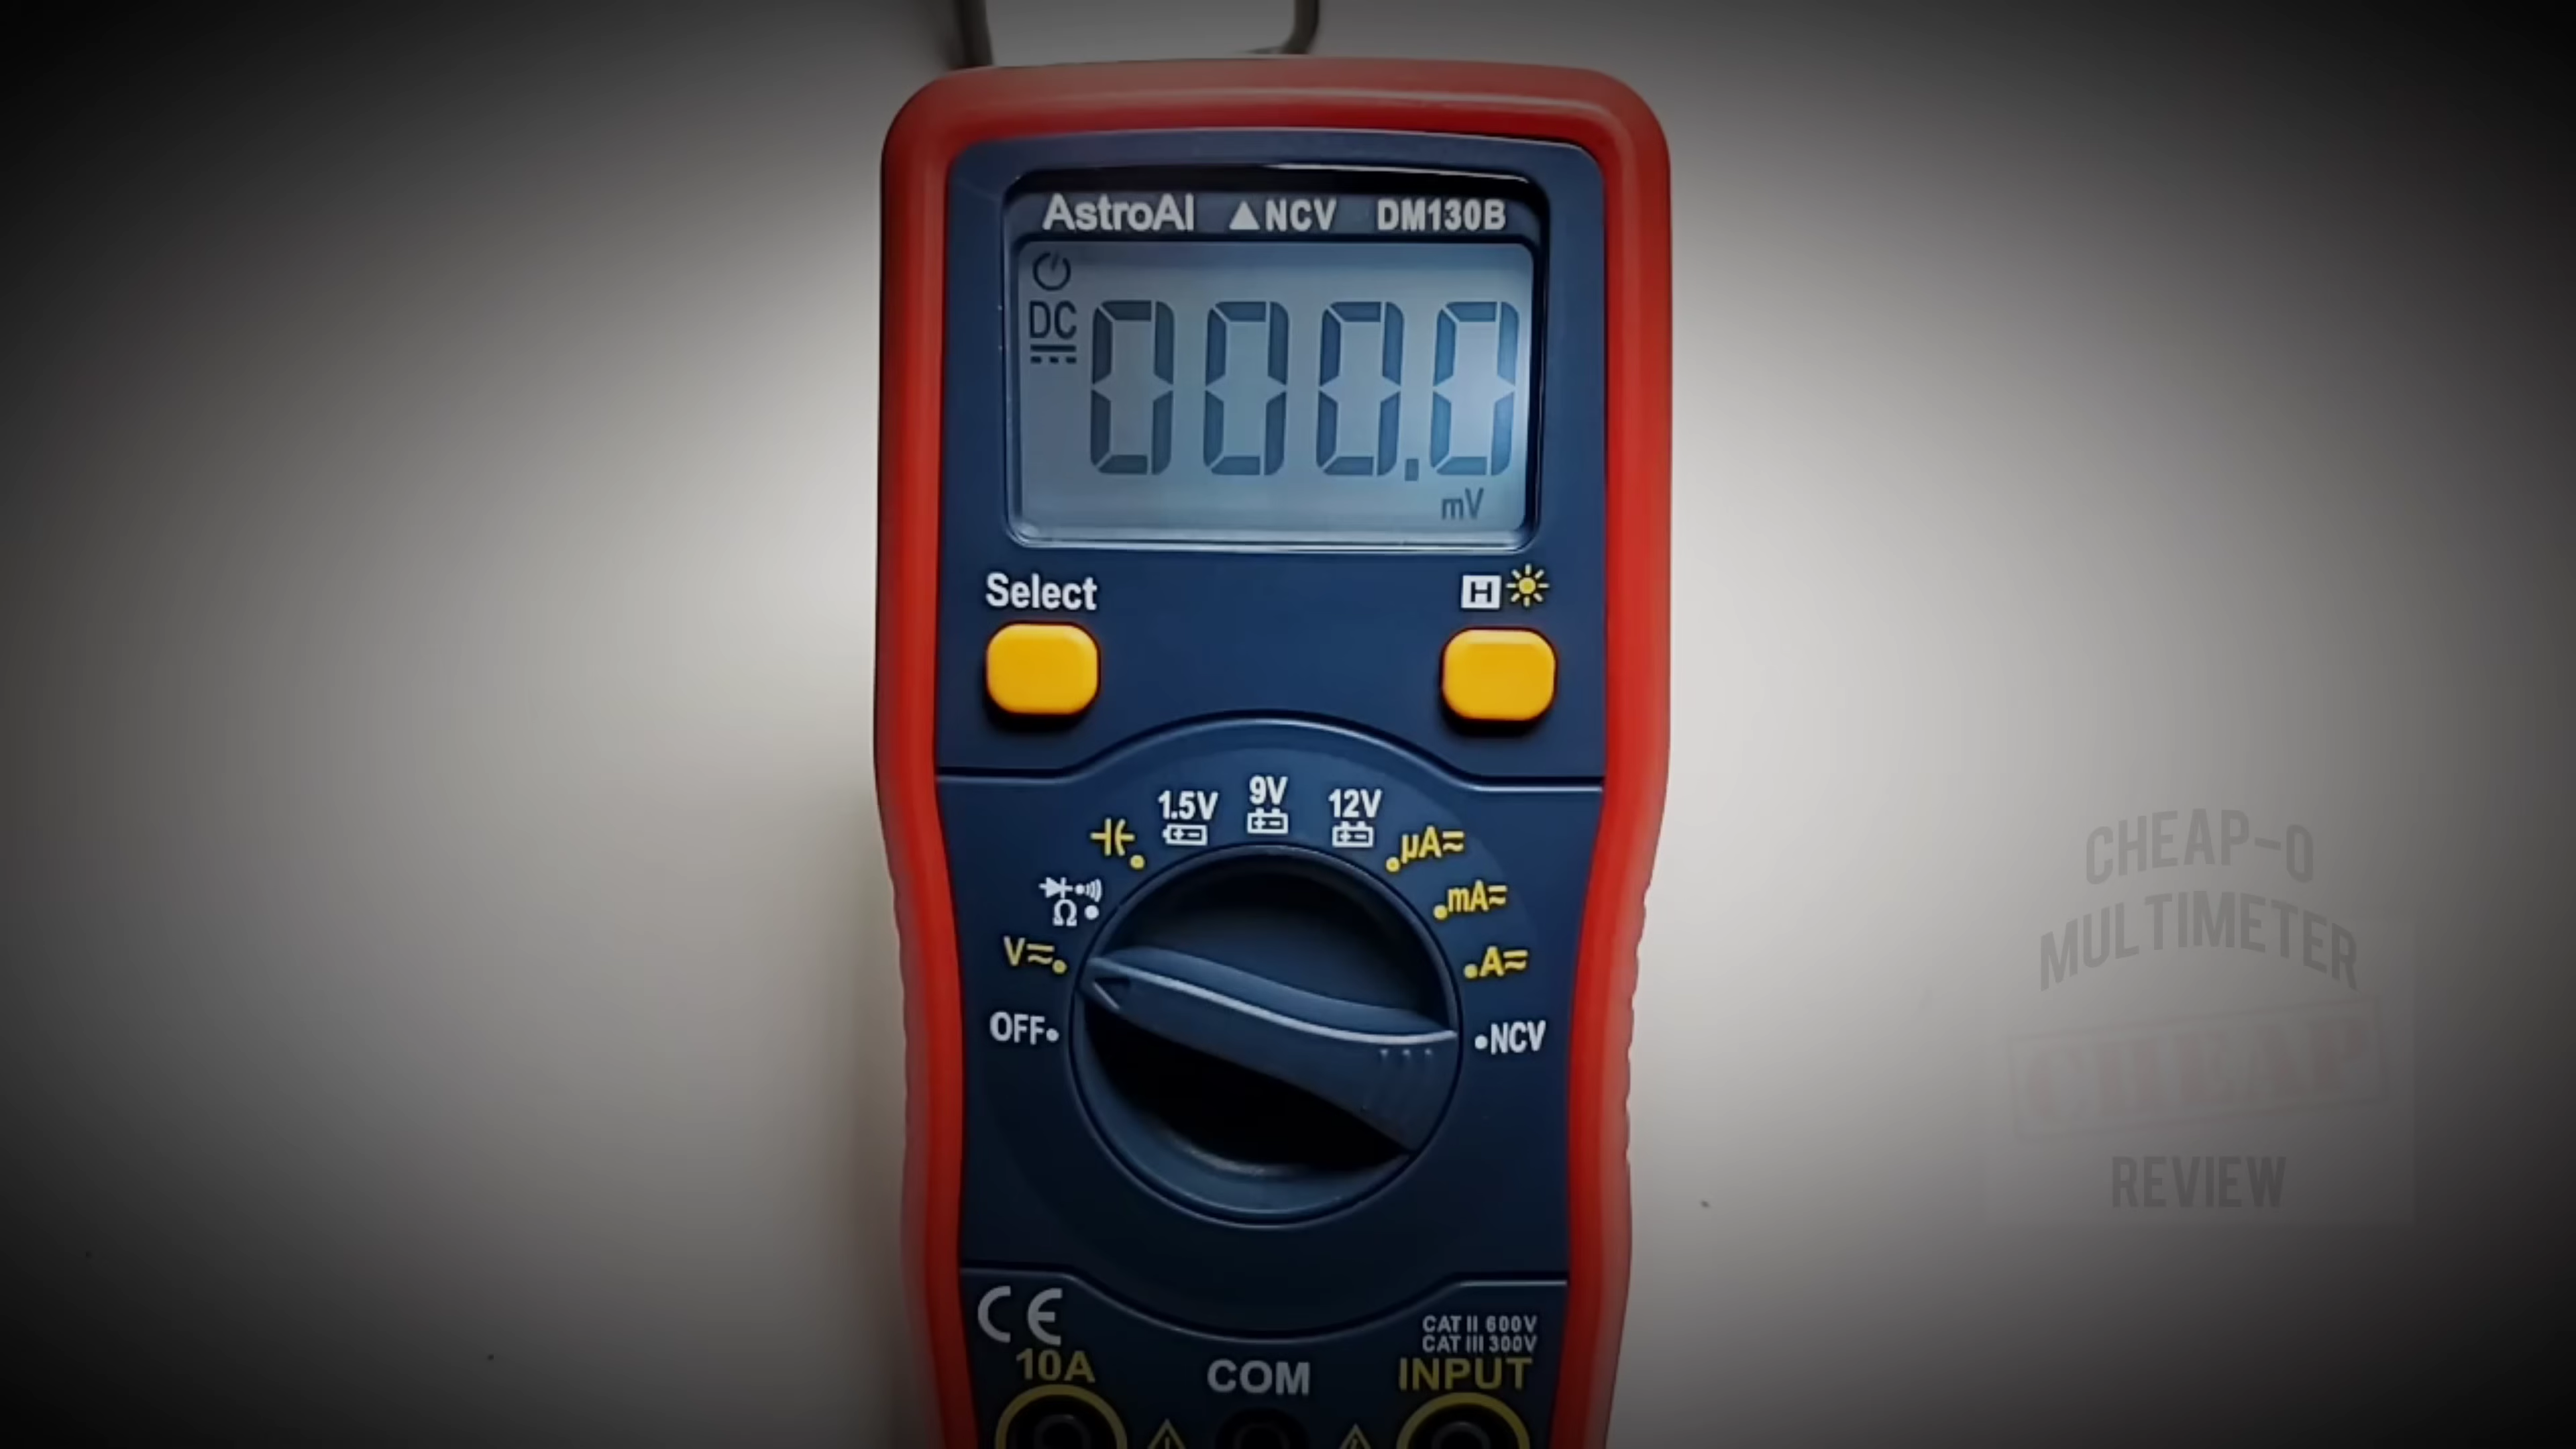 AstroAI ▲NCV DM130B
DC 000.0
mV
Select H
1.5V 9V 12V
µA
mA
Ω
V A
OFF NCV
CHEAP-O
MULTIMETER
CHEAP
REVIEW
CE CAT II 600V
CAT III 300V
10A COM INPUT